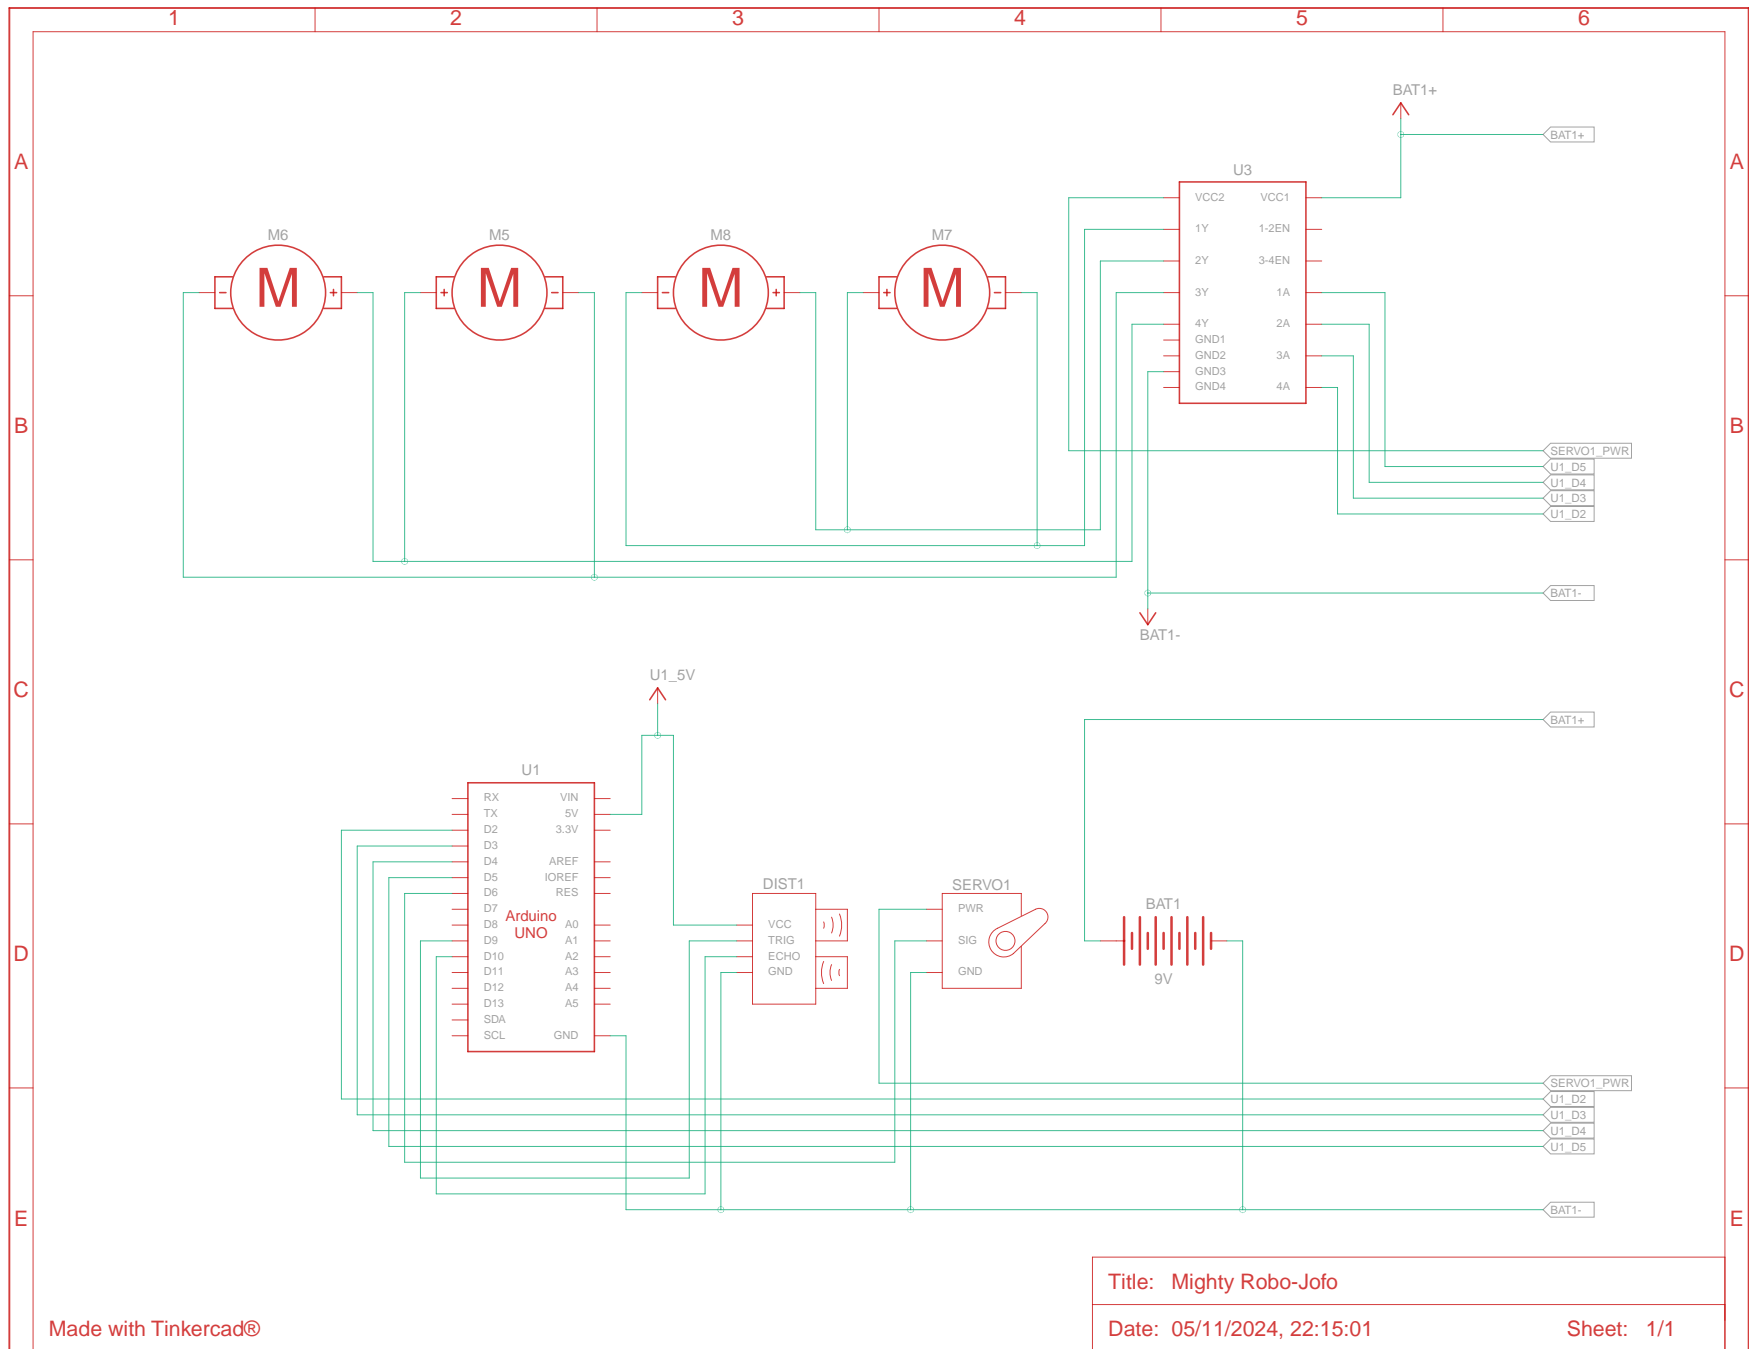 1 2 3 4 5 6
A A
B B
C C
D D
E E
BAT1+
BAT1+
U3
VCC2 VCC1
1Y 1-2EN
2Y 3-4EN
3Y 1A
4Y 2A
GND1
GND2 3A
GND3
GND4 4A
M6 M5 M8 M7
M M M M
- + + - - + + -
SERVO1_PWR
U1_D5
U1_D4
U1_D3
U1_D2
BAT1-
BAT1-
U1_5V
BAT1+
U1
RX VIN
TX 5V
D2 3.3V
D3
D4 AREF
D5 IOREF
D6 RES
D7
Arduino
UNO
D8 A0
D9 A1
D10 A2
D11 A3
D12 A4
D13 A5
SDA
SCL GND
DIST1
VCC
TRIG
ECHO
GND
SERVO1
PWR
SIG
GND
BAT1
9V
SERVO1_PWR
U1_D2
U1_D3
U1_D4
U1_D5
BAT1-
Title: Mighty Robo-Jofo
Date: 05/11/2024, 22:15:01 Sheet: 1/1
Made with Tinkercad®